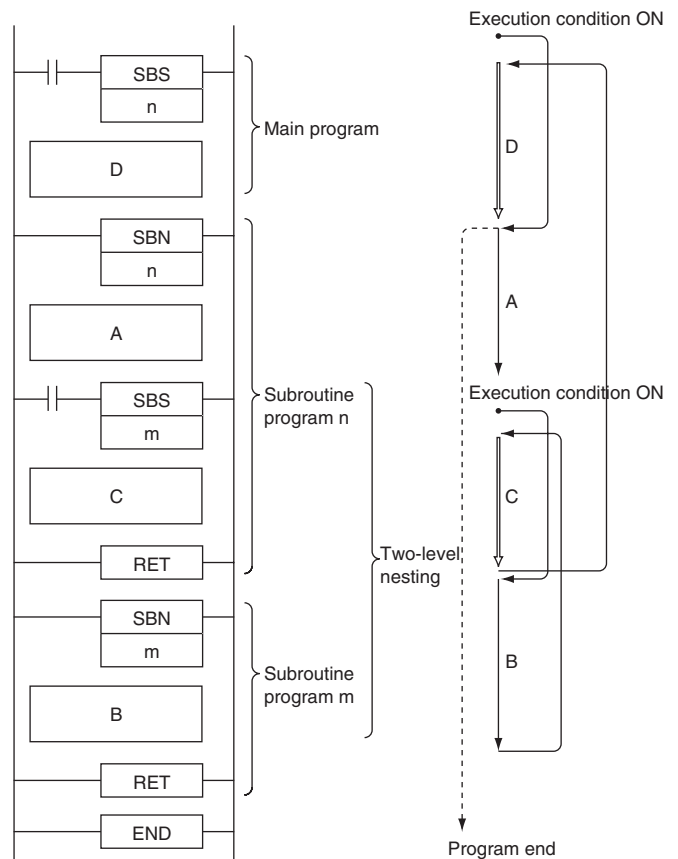 Execution condition ON
SBS
n
Main program
D
D
SBN
n
A
A
Execution condition ON
SBS
m
Subroutine
program n
C
C
RET
Two-level
nesting
SBN
m
Subroutine
program m
B
B
RET
END
Program end